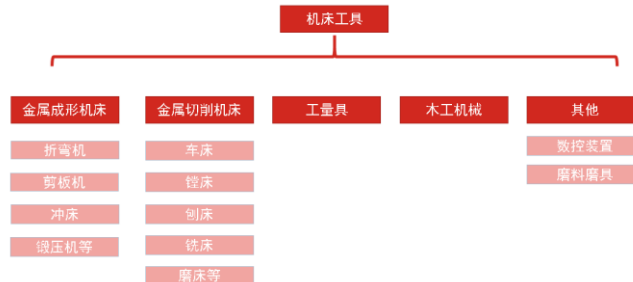 机床工具
金属成形机床
金属切削机床
工量具
木工机械
其他
折弯机
剪板机
冲床
锻压机等
车床
镗床
刨床
铣床
磨床等
数控装置
磨料磨具